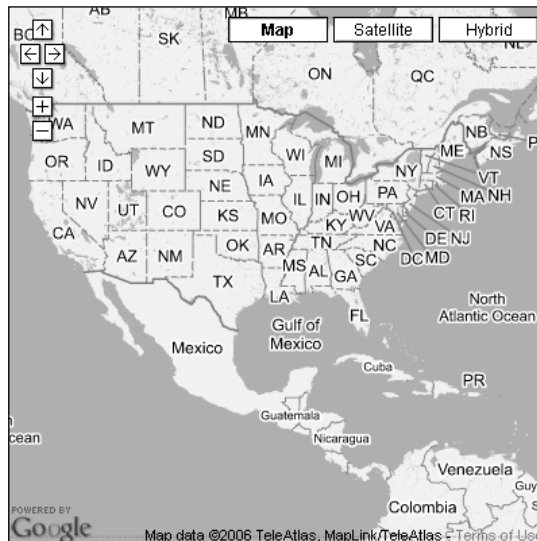 AB
MB
BC
SK
Map
Satellite
Hybrid
NL
ON
QC
WA
MT
ND
MN
NB
OR
ID
SD
WI
MI
ME
NS
WY
NY
VT
NV
NE
IA
PA
MA
NH
UT
CO
IL
IN
OH
CT
RI
CA
KS
MO
WV
KY
VA
DE
NJ
AZ
NM
OK
AR
TN
NC
DC
MD
MS
AL
SC
GA
TX
LA
FL
North
Atlantic Ocean
Gulf of
Mexico
Mexico
Cuba
PR
Guatemala
cean
Nicaragua
Venezuela
Guy
Colombia
POWERED BY
Google
Map data ©2006 TeleAtlas, MapLink/TeleAtlas - Terms of Use